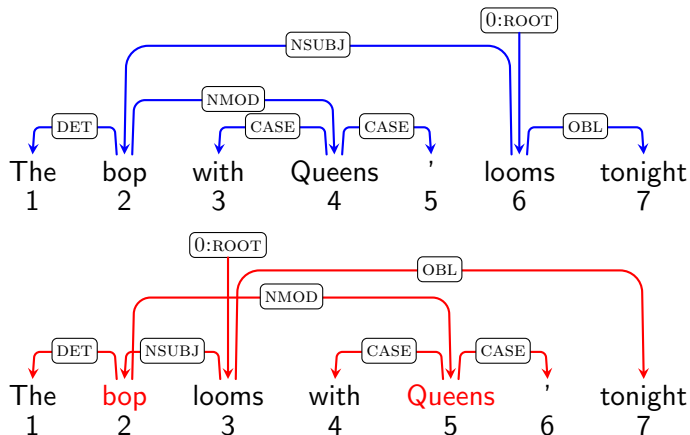 0:ROOT
NSUBJ
NMOD
DET CASE CASE OBL
The bop with Queens ' looms tonight
1 2 3 4 5 6 7
0:ROOT
OBL
NMOD
DET NSUBJ CASE CASE
The bop looms with Queens ' tonight
1 2 3 4 5 6 7